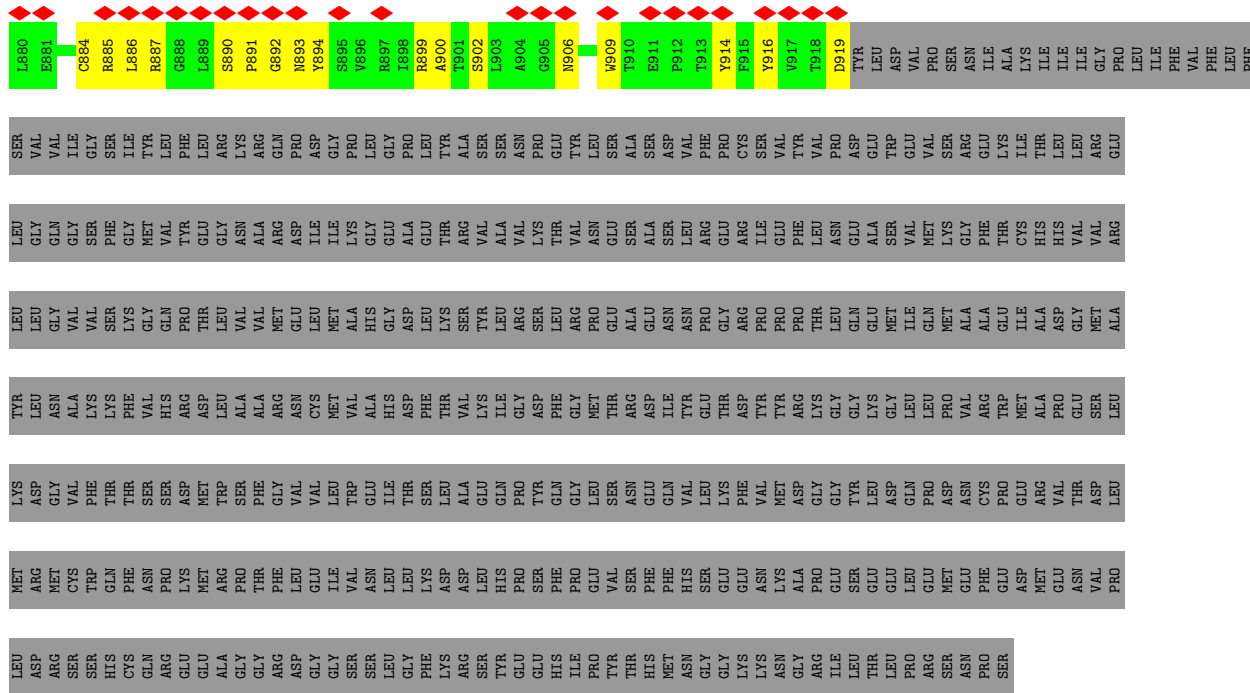 L880 E881 C884 R885 L886 R887 G888 L889 S890 P891 G892 N893 Y894 S895 V896 R897 I898 R899 A900 T901 S902 L903 A904 G905 N906 W909 T910 E911 P912 T913 Y914 F915 Y916 V917 T918 D919 TYR LEU ASP VAL PRO SER ASN ILE ALA LYS ILE ILE ILE GLY PRO LEU ILE PHE VAL PHE LEU PHE
SER VAL VAL ILE GLY SER ILE TYR LEU PHE LEU ARG LYS ARG GLN PRO ASP GLY PRO LEU GLY PRO LEU TYR ALA SER SER ASN PRO GLU TYR LEU SER ALA SER ASP VAL PHE PRO CYS SER VAL TYR VAL PRO ASP GLU TRP GLU VAL SER ARG GLU LYS ILE THR LEU LEU ARG GLU
LEU GLY GLN GLY SER PHE GLY MET VAL TYR GLU GLY ASN ALA ARG ASP ILE ILE LYS GLY GLU ALA GLU THR ARG VAL ALA VAL LYS THR VAL ASN GLU SER ALA SER LEU ARG GLU ARG ILE GLU PHE LEU ASN GLU ALA SER VAL MET LYS GLY PHE THR CYS HIS HIS VAL VAL ARG
LEU LEU GLY VAL VAL SER LYS GLY GLN PRO THR LEU VAL VAL MET GLU LEU MET ALA HIS GLY ASP LEU LYS SER TYR LEU ARG SER LEU ARG PRO GLU ALA GLU ASN ASN PRO GLY ARG PRO PRO PRO THR LEU GLN GLU MET ILE GLN MET ALA ALA GLU ILE ALA ASP GLY MET ALA
TYR LEU ASN ALA LYS LYS PHE VAL HIS ARG ASP LEU ALA ALA ARG ASN CYS MET VAL ALA HIS ASP PHE THR VAL LYS ILE GLY ASP PHE GLY MET THR ARG ASP ILE TYR GLU THR ASP TYR TYR ARG LYS GLY GLY LYS GLY LEU LEU PRO VAL ARG TRP MET ALA PRO GLU SER LEU
LYS ASP GLY VAL PHE THR THR SER SER ASP MET TRP SER PHE GLY VAL VAL LEU TRP GLU ILE THR SER LEU ALA GLU GLN PRO TYR GLN GLY LEU SER ASN GLU GLN VAL LEU LYS PHE VAL MET ASP GLY GLY TYR LEU ASP GLN PRO ASP ASN CYS PRO GLU ARG VAL THR ASP LEU
MET ARG MET CYS TRP GLN PHE ASN PRO LYS MET ARG PRO THR PHE LEU GLU ILE VAL ASN LEU LEU LYS ASP ASP LEU HIS PRO SER PHE PRO GLU VAL SER PHE PHE HIS SER GLU GLU ASN LYS ALA PRO GLU SER GLU GLU LEU GLU MET GLU PHE GLU ASP MET GLU ASN VAL PRO
LEU ASP ARG SER SER HIS CYS GLN ARG GLU GLU ALA GLY GLY ARG ASP GLY GLY SER SER LEU GLY PHE LYS ARG SER TYR GLU GLU HIS ILE PRO TYR THR HIS MET ASN GLY GLY LYS LYS ASN GLY ARG ILE LEU THR LEU PRO ARG SER ASN PRO SER